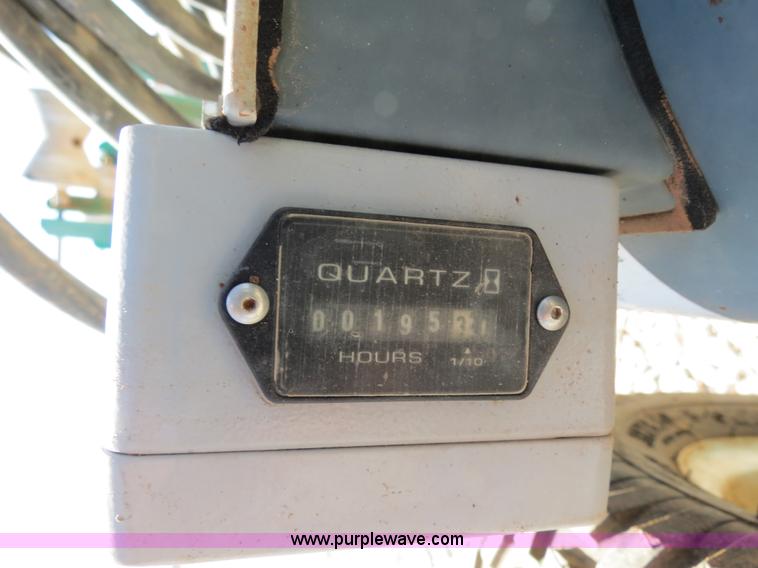 QUARTZ
00195
HOURS 1/10
www.purplewave.com